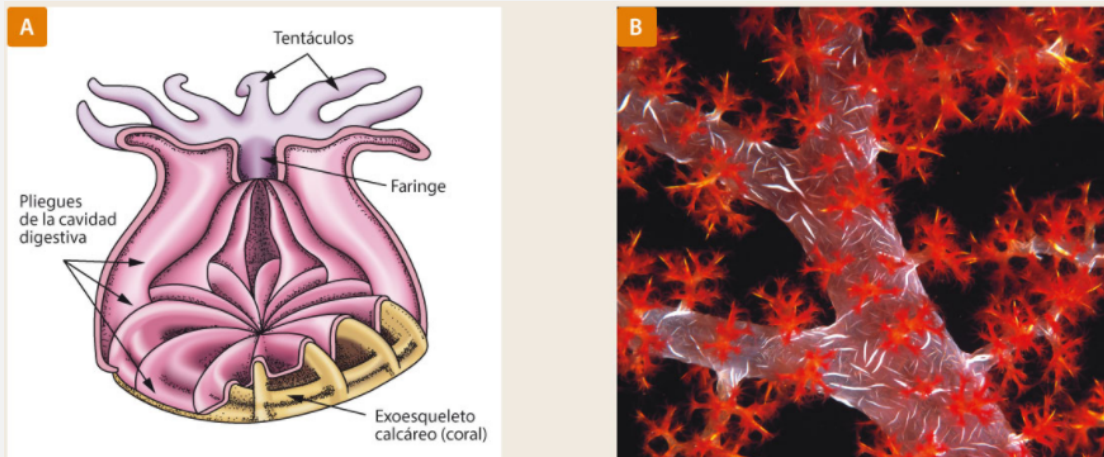 A
B
Tentáculos
Faringe
Pliegues
de la cavidad
digestiva
Exoesqueleto
calcáreo (coral)